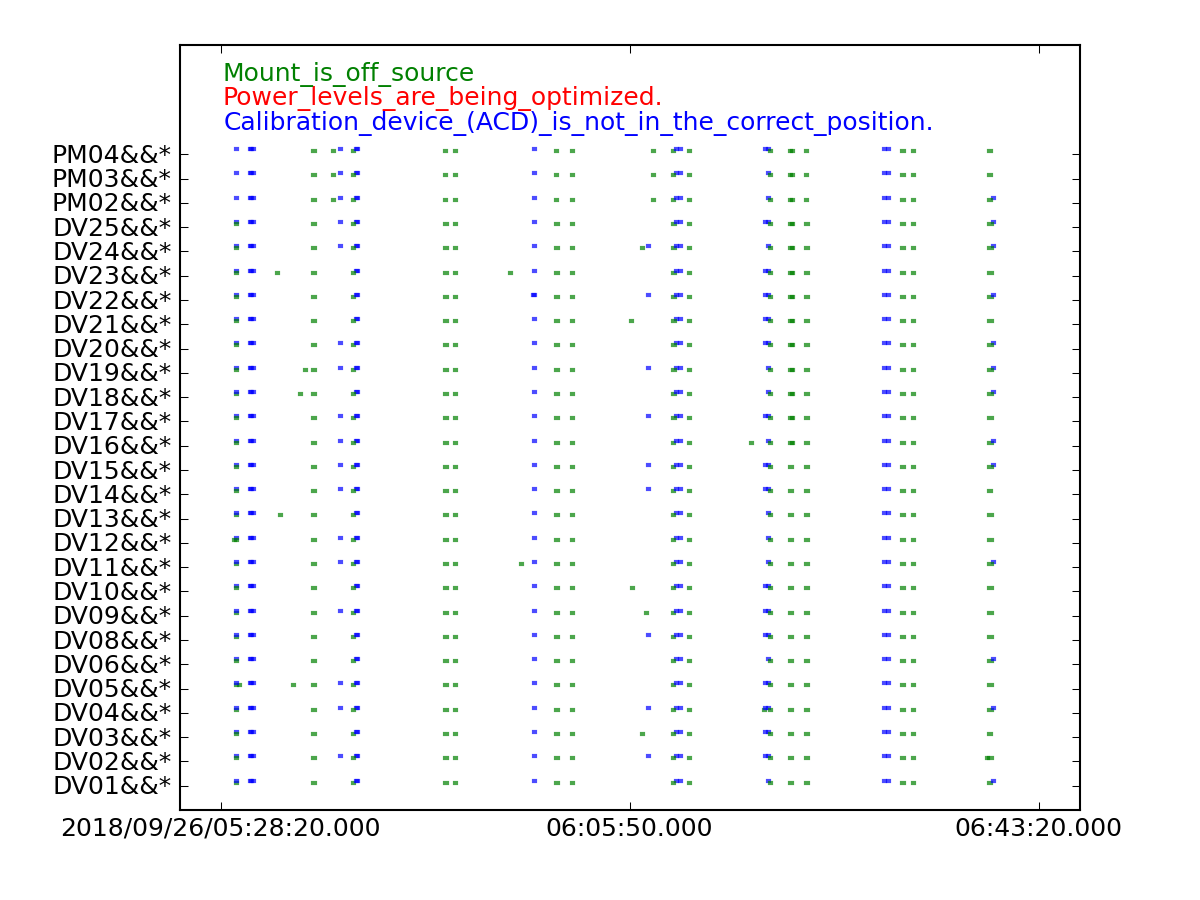 Mount_is_off_source
Power_levels_are_being_optimized.
Calibration_device_(ACD)_is_not_in_the_correct_position.
PM04&&*
PM03&&*
PM02&&*
DV25&&*
DV24&&*
DV23&&*
DV22&&*
DV21&&*
DV20&&*
DV19&&*
DV18&&*
DV17&&*
DV16&&*
DV15&&*
DV14&&*
DV13&&*
DV12&&*
DV11&&*
DV10&&*
DV09&&*
DV08&&*
DV06&&*
DV05&&*
DV04&&*
DV03&&*
DV02&&*
DV01&&*
2018/09/26/05:28:20.000 06:05:50.000 06:43:20.000